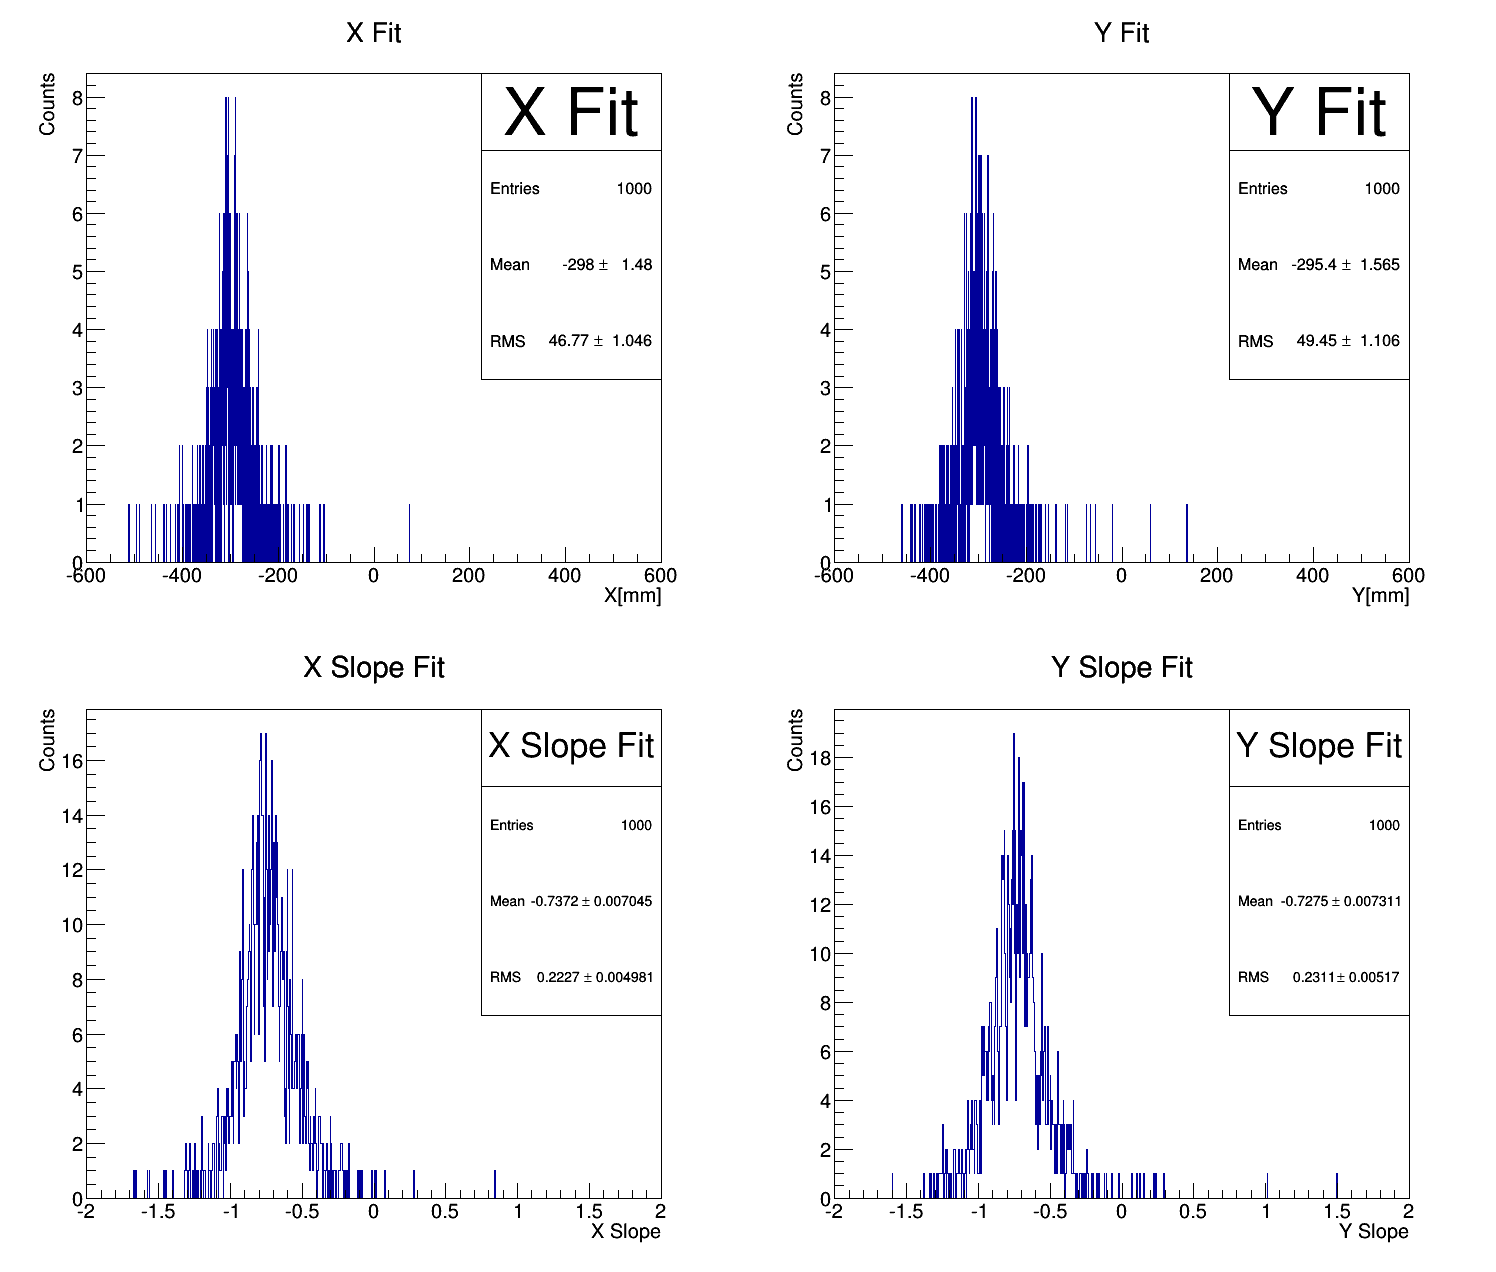 X Fit
Counts
8
7
6
5
4
3
2
1
0
-600 -400 -200 0 200 400 600
X[mm]
X Fit
Entries 1000
Mean -298 ± 1.48
RMS 46.77 ± 1.046
Y Fit
Counts
8
7
6
5
4
3
2
1
0
-600 -400 -200 0 200 400 600
Y[mm]
Y Fit
Entries 1000
Mean -295.4 ± 1.565
RMS 49.45 ± 1.106
X Slope Fit
Counts
16
14
12
10
8
6
4
2
0
-2 -1.5 -1 -0.5 0 0.5 1 1.5 2
X Slope
X Slope Fit
Entries 1000
Mean -0.7372 ± 0.007045
RMS 0.2227 ± 0.004981
Y Slope Fit
Counts
18
16
14
12
10
8
6
4
2
0
-2 -1.5 -1 -0.5 0 0.5 1 1.5 2
Y Slope
Y Slope Fit
Entries 1000
Mean -0.7275 ± 0.007311
RMS 0.2311 ± 0.00517